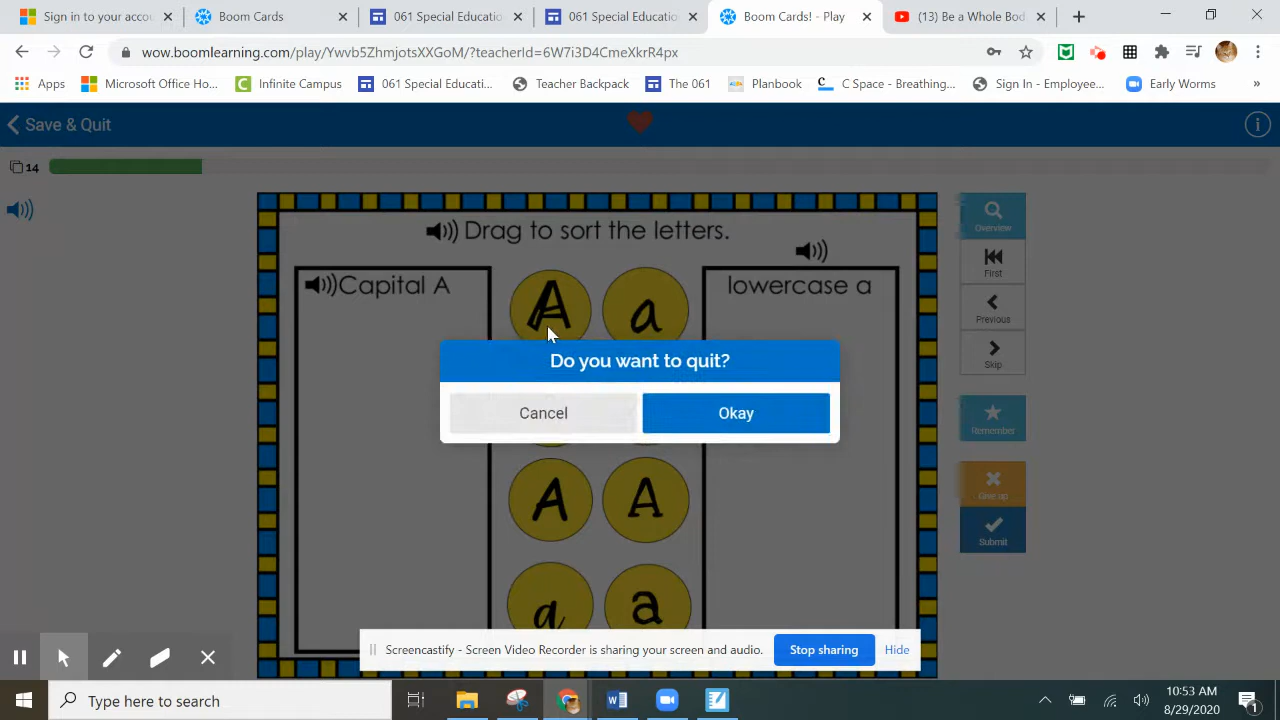 Sign in to your accou
Boom Cards
061 Special Educatio
061 Special Educatio
Boom Cards! - Play
(13) Be a Whole Bod
www.boomlearning.com/play/Ywvb5ZhmjotsXXGoM/?teacherId=6W7i3D4CmeXkrR4px
Apps
Microsoft Office Ho...
Infinite Campus
061 Special Educati...
Teacher Backpack
The 061
Planbook
C Space - Breathing...
Sign In - Employee...
Early Worms
»
Save & Quit
14
Drag to sort the letters.
Capital A
A a
lowercase a
Overview
First
Previous
Skip
Do you want to quit?
Cancel
Okay
Remember
A A
Give up
Submit
a a
Screencastify - Screen Video Recorder is sharing your screen and audio.
Stop sharing
Hide
Type here to search
10:53 AM
8/29/2020
1